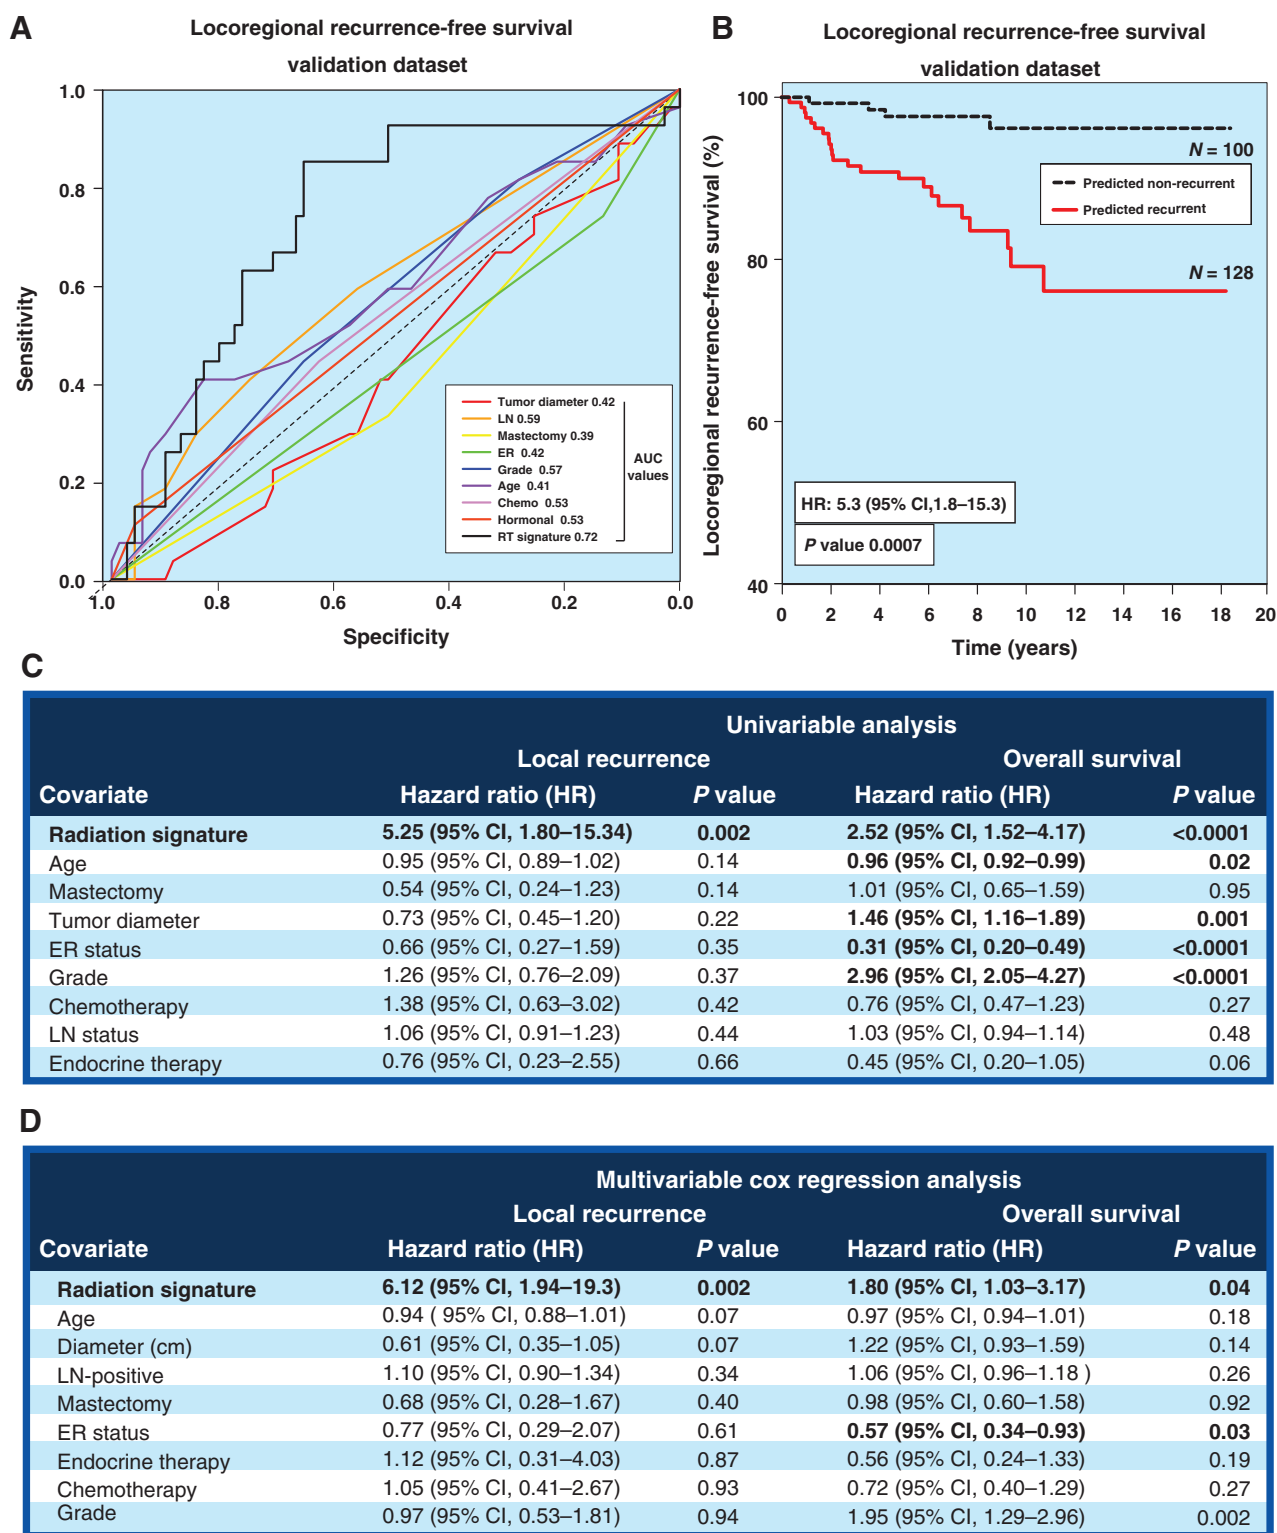 A
Locoregional recurrence-free survival
validation dataset
1.0
0.8
0.6
0.4
0.2
0.0
Sensitivity
1.0
0.8
0.6
0.4
0.2
0.0
Specificity
Tumor diameter 0.42
LN 0.59
Mastectomy 0.39
ER 0.42
Grade 0.57
Age 0.41
Chemo 0.53
Hormonal 0.53
RT signature 0.72
AUC
values
B
Locoregional recurrence-free survival
validation dataset
100
80
60
40
Locoregional recurrence-free survival (%)
N = 100
Predicted non-recurrent
Predicted recurrent
N = 128
HR: 5.3 (95% CI,1.8–15.3)
P value 0.0007
0 2 4 6 8 10 12 14 16 18 20
Time (years)
C
Univariable analysis
Local recurrence Overall survival
Covariate Hazard ratio (HR) P value Hazard ratio (HR) P value
Radiation signature 5.25 (95% CI, 1.80–15.34) 0.002 2.52 (95% CI, 1.52–4.17) <0.0001
Age 0.95 (95% CI, 0.89–1.02) 0.14 0.96 (95% CI, 0.92–0.99) 0.02
Mastectomy 0.54 (95% CI, 0.24–1.23) 0.14 1.01 (95% CI, 0.65–1.59) 0.95
Tumor diameter 0.73 (95% CI, 0.45–1.20) 0.22 1.46 (95% CI, 1.16–1.89) 0.001
ER status 0.66 (95% CI, 0.27–1.59) 0.35 0.31 (95% CI, 0.20–0.49) <0.0001
Grade 1.26 (95% CI, 0.76–2.09) 0.37 2.96 (95% CI, 2.05–4.27) <0.0001
Chemotherapy 1.38 (95% CI, 0.63–3.02) 0.42 0.76 (95% CI, 0.47–1.23) 0.27
LN status 1.06 (95% CI, 0.91–1.23) 0.44 1.03 (95% CI, 0.94–1.14) 0.48
Endocrine therapy 0.76 (95% CI, 0.23–2.55) 0.66 0.45 (95% CI, 0.20–1.05) 0.06
D
Multivariable cox regression analysis
Local recurrence Overall survival
Covariate Hazard ratio (HR) P value Hazard ratio (HR) P value
Radiation signature 6.12 (95% CI, 1.94–19.3) 0.002 1.80 (95% CI, 1.03–3.17) 0.04
Age 0.94 ( 95% CI, 0.88–1.01) 0.07 0.97 (95% CI, 0.94–1.01) 0.18
Diameter (cm) 0.61 (95% CI, 0.35–1.05) 0.07 1.22 (95% CI, 0.93–1.59) 0.14
LN-positive 1.10 (95% CI, 0.90–1.34) 0.34 1.06 (95% CI, 0.96–1.18 ) 0.26
Mastectomy 0.68 (95% CI, 0.28–1.67) 0.40 0.98 (95% CI, 0.60–1.58) 0.92
ER status 0.77 (95% CI, 0.29–2.07) 0.61 0.57 (95% CI, 0.34–0.93) 0.03
Endocrine therapy 1.12 (95% CI, 0.31–4.03) 0.87 0.56 (95% CI, 0.24–1.33) 0.19
Chemotherapy 1.05 (95% CI, 0.41–2.67) 0.93 0.72 (95% CI, 0.40–1.29) 0.27
Grade 0.97 (95% CI, 0.53–1.81) 0.94 1.95 (95% CI, 1.29–2.96) 0.002